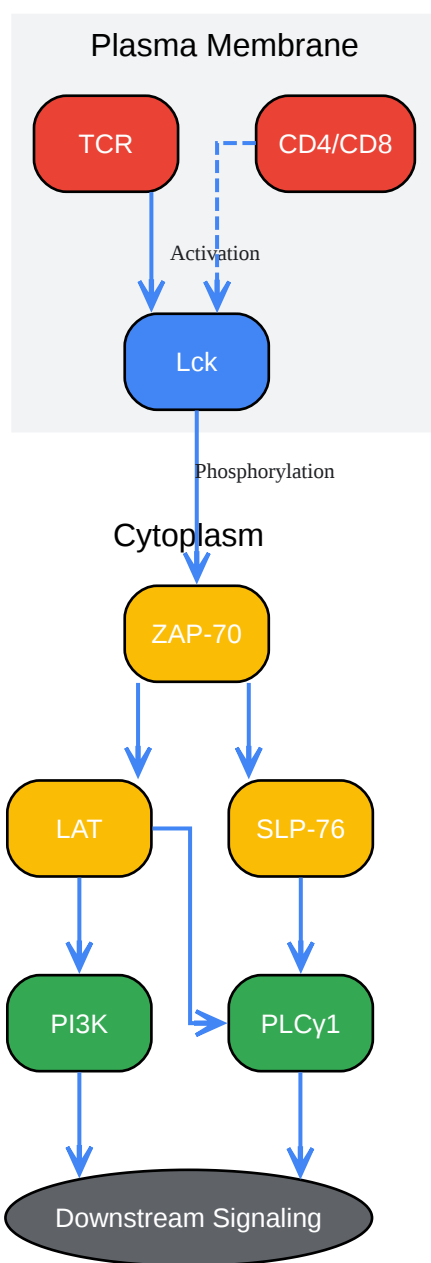 Plasma Membrane
TCR
CD4/CD8
Activation
Lck
Phosphorylation
Cytoplasm
ZAP-70
LAT
SLP-76
PI3K
PLCγ1
Downstream Signaling